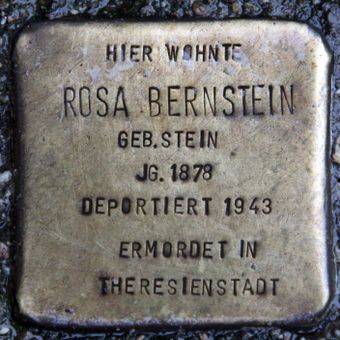 HIER WOHNTE
ROSA BERNSTEIN
GEB. STEIN
JG. 1878
DEPORTIERT 1943
ERMORDET IN
THERESIENSTADT